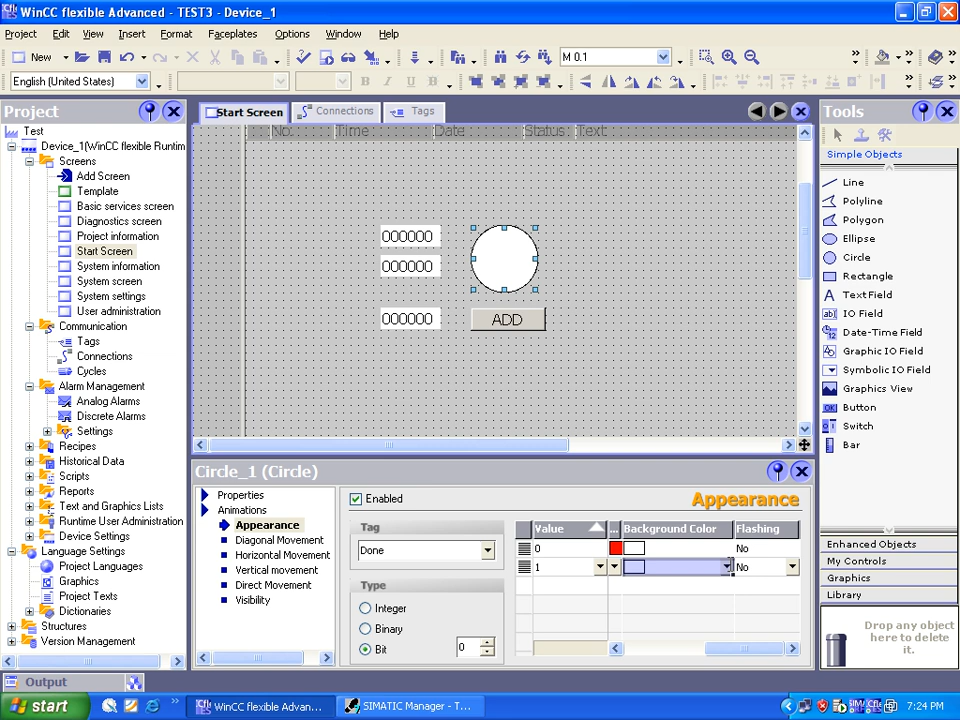 WinCC flexible Advanced - TEST3 - Device_1
Project Edit View Insert Format Faceplates Options Window Help
New M 0.1
English (United States)
Project
Start Screen Connections Tags
Tools
Test
Device_1(WinCC flexible Runtim
Screens
Add Screen
Template
Basic services screen
Diagnostics screen
Project information
Start Screen
System information
System screen
System settings
User administration
Communication
Tags
Connections
Cycles
Alarm Management
Analog Alarms
Discrete Alarms
Settings
Recipes
Historical Data
Scripts
Reports
Text and Graphics Lists
Runtime User Administration
Device Settings
Language Settings
Project Languages
Graphics
Project Texts
Dictionaries
Structures
Version Management
No. Time Date Status Text
000000
000000
000000 ADD
Simple Objects
Line
Polyline
Polygon
Ellipse
Circle
Rectangle
A Text Field
IO Field
Date-Time Field
Graphic IO Field
Symbolic IO Field
Graphics View
OK Button
Switch
Bar
Enhanced Objects
My Controls
Graphics
Library
Drop any object
here to delete
it.
Circle_1 (Circle)
Properties
Animations
Appearance
Diagonal Movement
Horizontal Movement
Vertical movement
Direct Movement
Visibility
Enabled
Appearance
Tag
Done
Type
Integer
Binary
Bit 0
Value ... Background Color Flashing
0 No
1 No
Output
start WinCC flexible Advan... SIMATIC Manager - T... 7:24 PM